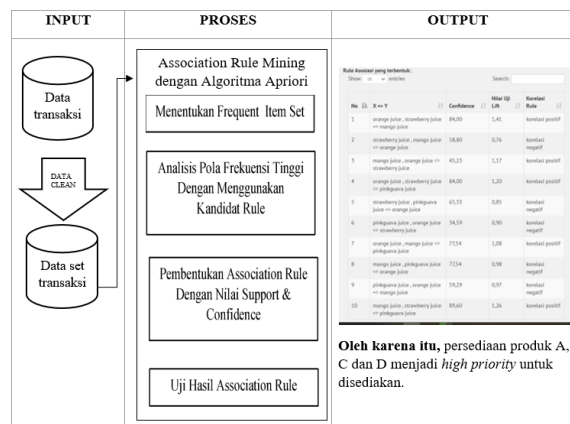 INPUT
PROSES
OUTPUT
Data
transaksi
DATA
CLEAN
Data set
transaksi
Association Rule Mining
dengan Algoritma Apriori
Menentukan Frequent Item Set
Analisis Pola Frekuensi Tinggi
Dengan Menggunakan
Kandidat Rule
Pembentukan Association Rule
Dengan Nilai Support &
Confidence
Uji Hasil Association Rule
Rule Asosiasi yang terbentuk:
Show 10 entries Search:
No X => Y Confidence Nilai Uji Lift Korelasi Rule
1 orange juice , strawberry juice => mango juice 84,00 1,41 korelasi positif
2 strawberry juice , mango juice => orange juice 58,80 0,76 korelasi negatif
3 mango juice , orange juice => strawberry juice 45,23 1,17 korelasi positif
4 orange juice , strawberry juice => pinkguava juice 84,00 1,20 korelasi positif
5 strawberry juice , pinkguava juice => orange juice 65,33 0,85 korelasi negatif
6 pinkguava juice , orange juice => strawberry juice 34,59 0,90 korelasi negatif
7 orange juice , mango juice => pinkguava juice 77,54 1,08 korelasi positif
8 mango juice , pinkguava juice => orange juice 77,54 0,98 korelasi negatif
9 pinkguava juice , orange juice => mango juice 59,29 0,97 korelasi negatif
10 mango juice , strawberry juice => pinkguava juice 89,60 1,26 korelasi positif
Oleh karena itu, persediaan produk A,
C dan D menjadi high priority untuk
disediakan.